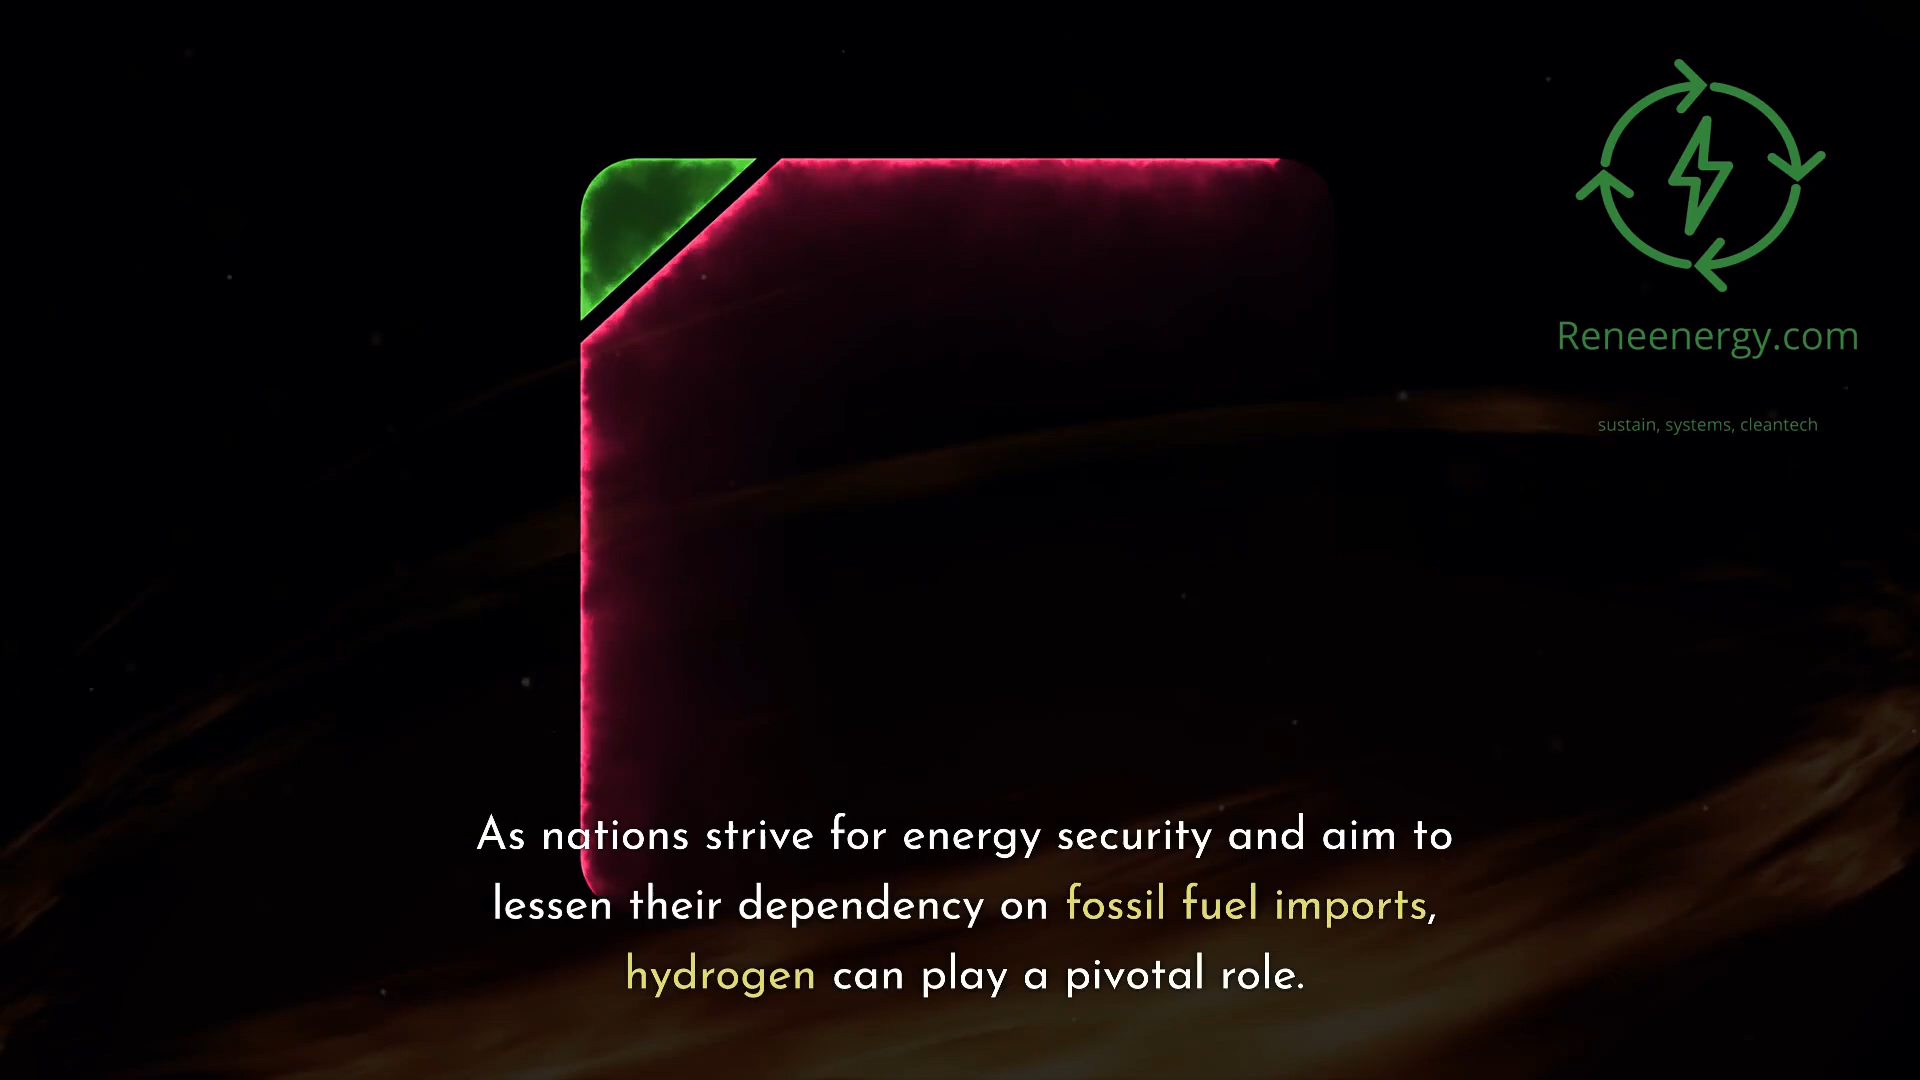 Reneenergy.com
sustain, systems, cleantech
As nations strive for energy security and aim to
lessen their dependency on fossil fuel imports,
hydrogen can play a pivotal role.